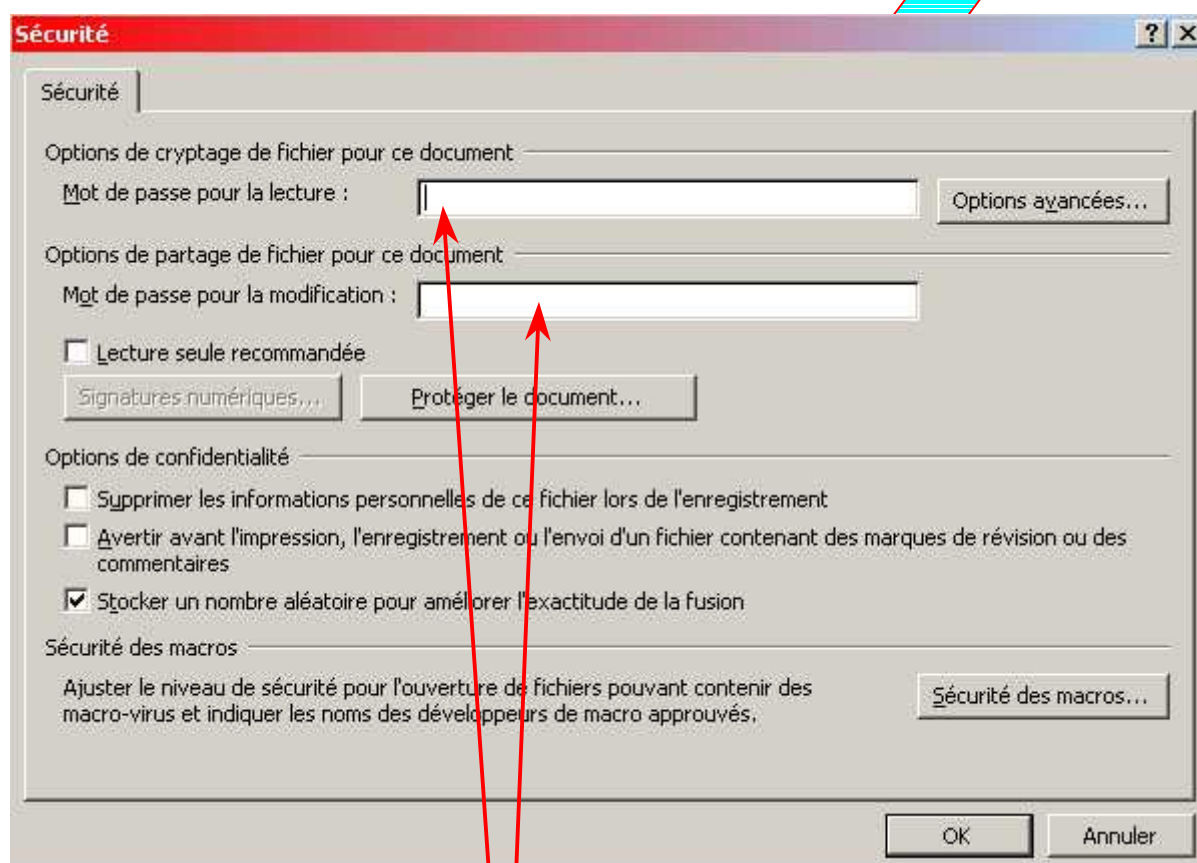 Sécurité
Sécurité
Options de cryptage de fichier pour ce document
Mot de passe pour la lecture :
Options avancées...
Options de partage de fichier pour ce document
Mot de passe pour la modification :
Lecture seule recommandée
Signatures numériques...
Protéger le document...
Options de confidentialité
Supprimer les informations personnelles de ce fichier lors de l'enregistrement
Avertir avant l'impression, l'enregistrement ou l'envoi d'un fichier contenant des marques de révision ou des
commentaires
Stocker un nombre aléatoire pour améliorer l'exactitude de la fusion
Sécurité des macros
Ajuster le niveau de sécurité pour l'ouverture de fichiers pouvant contenir des
macro-virus et indiquer les noms des développeurs de macro approuvés.
Sécurité des macros...
OK
Annuler